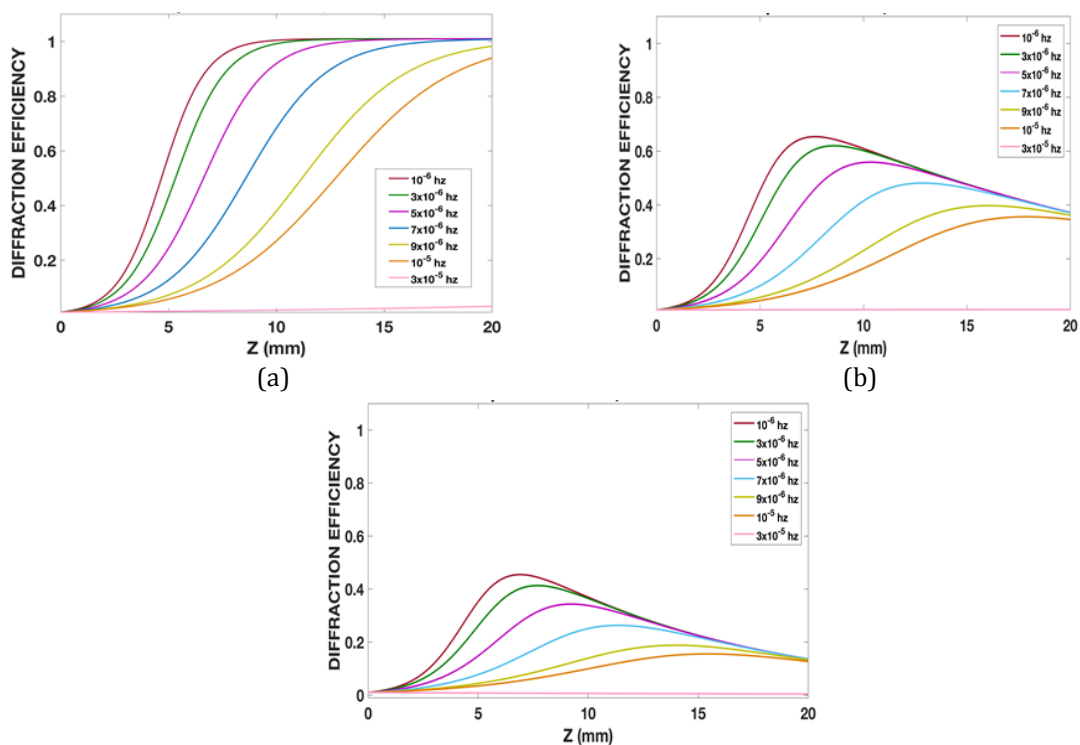 DIFFRACTION EFFICIENCY
1
0.8
0.6
0.4
0.2
10⁻⁶ hz
3x10⁻⁶ hz
5x10⁻⁶ hz
7x10⁻⁶ hz
9x10⁻⁶ hz
10⁻⁵ hz
3x10⁻⁵ hz
0 5 10 15 20
Z (mm)
(a)
DIFFRACTION EFFICIENCY
1
0.8
0.6
0.4
0.2
10⁻⁶ hz
3x10⁻⁶ hz
5x10⁻⁶ hz
7x10⁻⁶ hz
9x10⁻⁶ hz
10⁻⁵ hz
3x10⁻⁵ hz
0 5 10 15 20
Z (mm)
(b)
DIFFRACTION EFFICIENCY
1
0.8
0.6
0.4
0.2
0
10⁻⁶ hz
3x10⁻⁶ hz
5x10⁻⁶ hz
7x10⁻⁶ hz
9x10⁻⁶ hz
10⁻⁵ hz
3x10⁻⁵ hz
0 5 10 15 20
Z (mm)